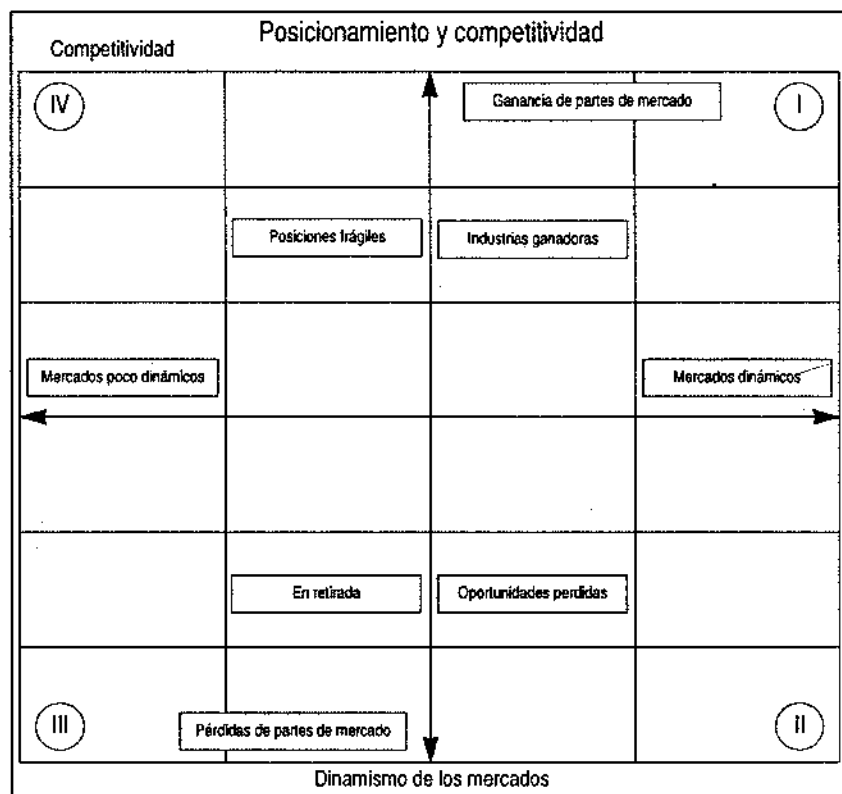 Posicionamiento y competitividad
Competitividad
IV
Ganancia de partes de mercado
I
Posiciones frágiles
Industrias ganadoras
Mercados poco dinámicos
Mercados dinámicos
En retirada
Oportunidades perdidas
III
Pérdidas de partes de mercado
II
Dinamismo de los mercados